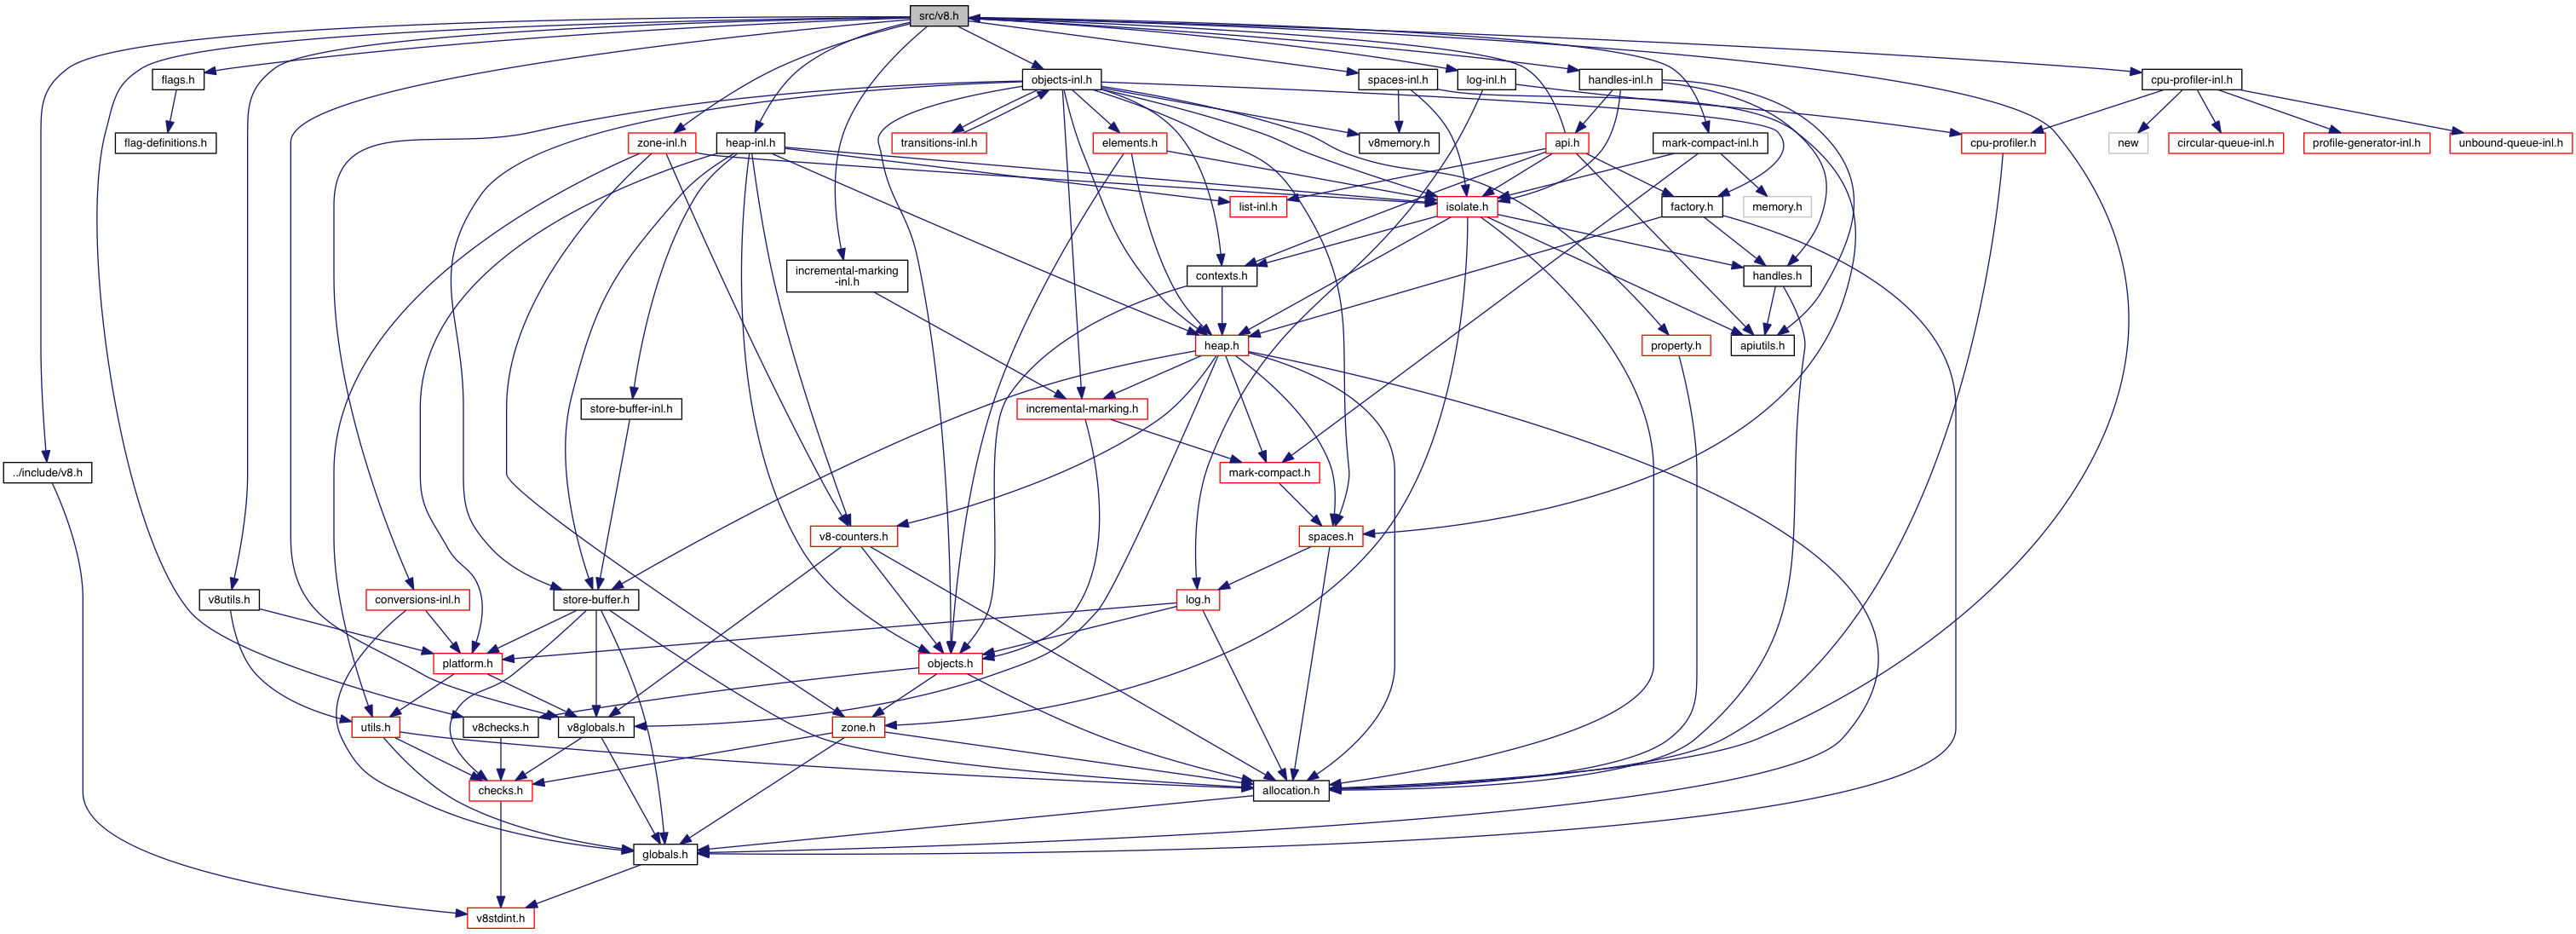 src/v8.h
flags.h
objects-inl.h
spaces-inl.h
log-inl.h
handles-inl.h
cpu-profiler-inl.h
flag-definitions.h
zone-inl.h
heap-inl.h
transitions-inl.h
elements.h
v8memory.h
api.h
mark-compact-inl.h
cpu-profiler.h
new
circular-queue-inl.h
profile-generator-inl.h
unbound-queue-inl.h
list-inl.h
isolate.h
factory.h
memory.h
incremental-marking
-inl.h
contexts.h
handles.h
heap.h
property.h
apiutils.h
store-buffer-inl.h
incremental-marking.h
../include/v8.h
mark-compact.h
v8-counters.h
spaces.h
v8utils.h
conversions-inl.h
store-buffer.h
log.h
platform.h
objects.h
utils.h
v8checks.h
v8globals.h
zone.h
checks.h
allocation.h
globals.h
v8stdint.h